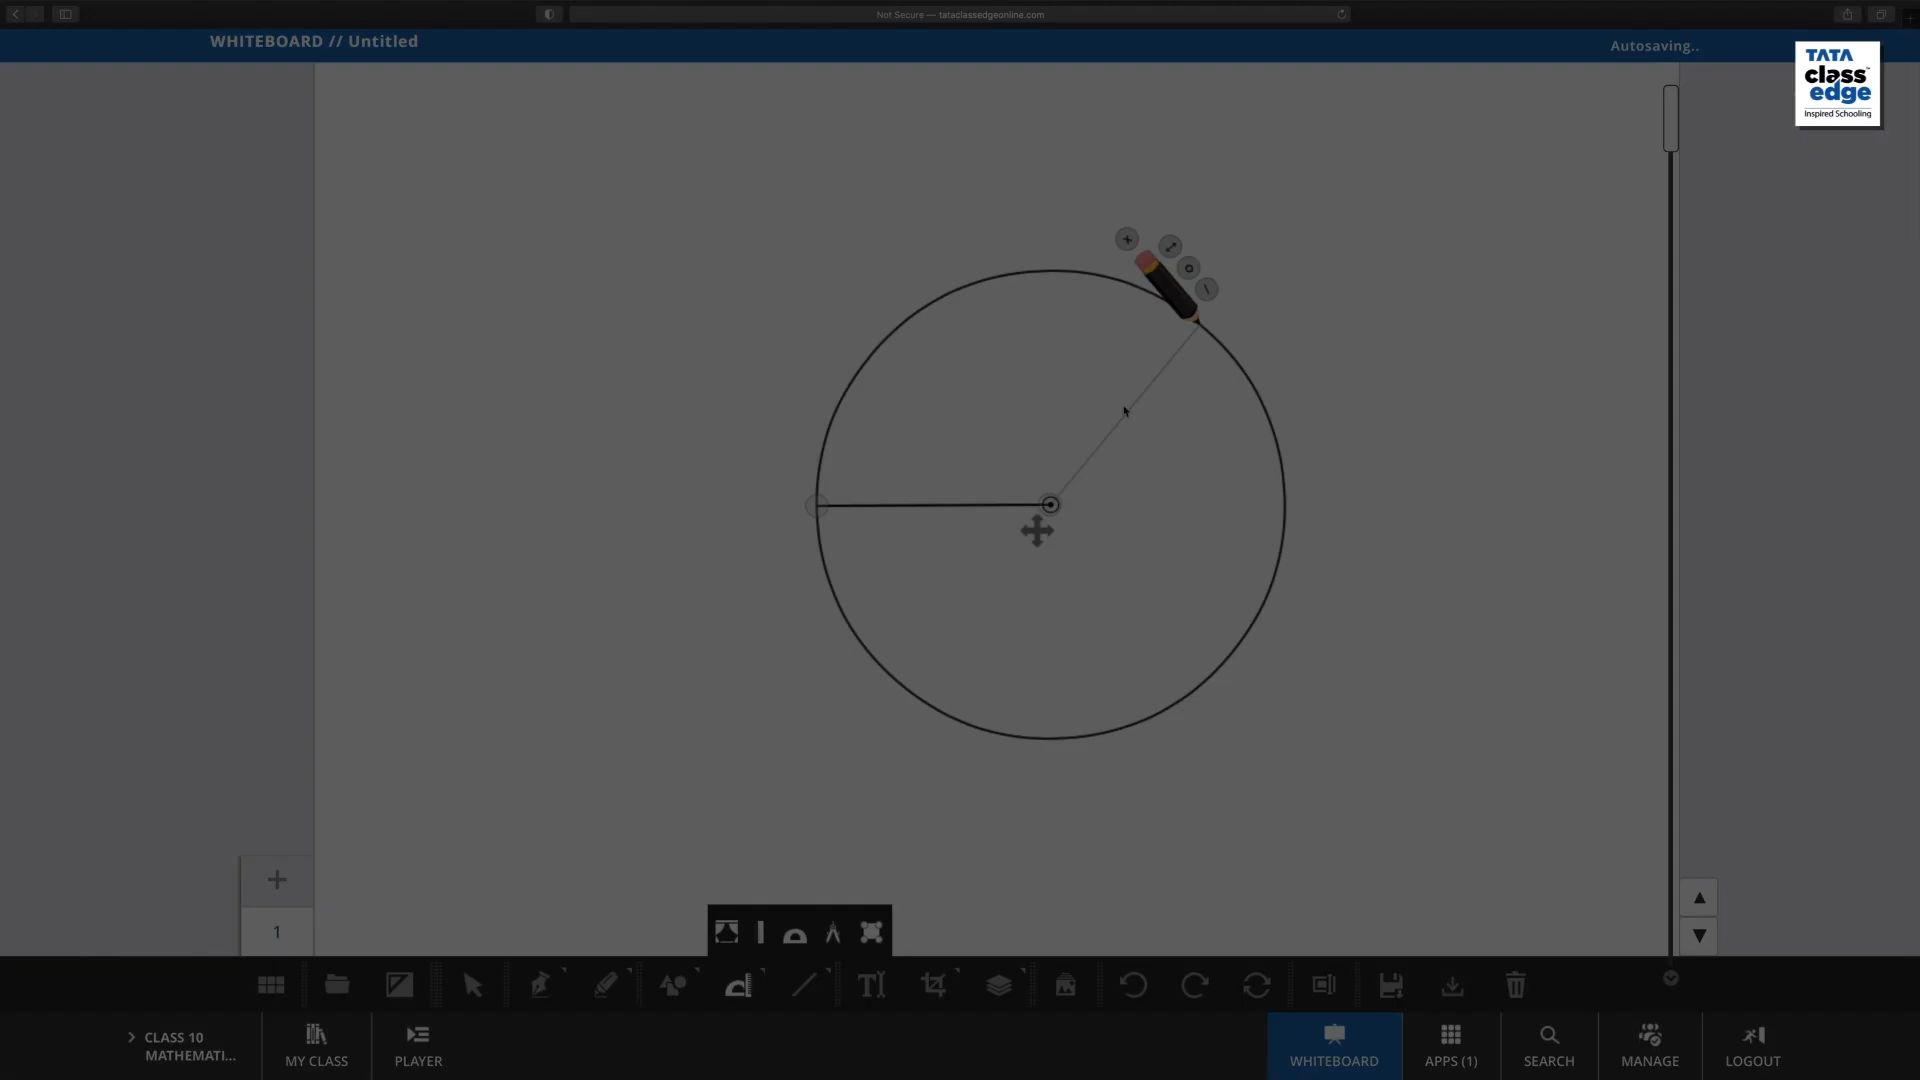 Not Secure — tataclassedgeonline.com
WHITEBOARD // Untitled
Autosaving..
TATA
class™
edge
Inspired Schooling
1
CLASS 10
MATHEMATI...
MY CLASS
PLAYER
WHITEBOARD
APPS (1)
SEARCH
MANAGE
LOGOUT